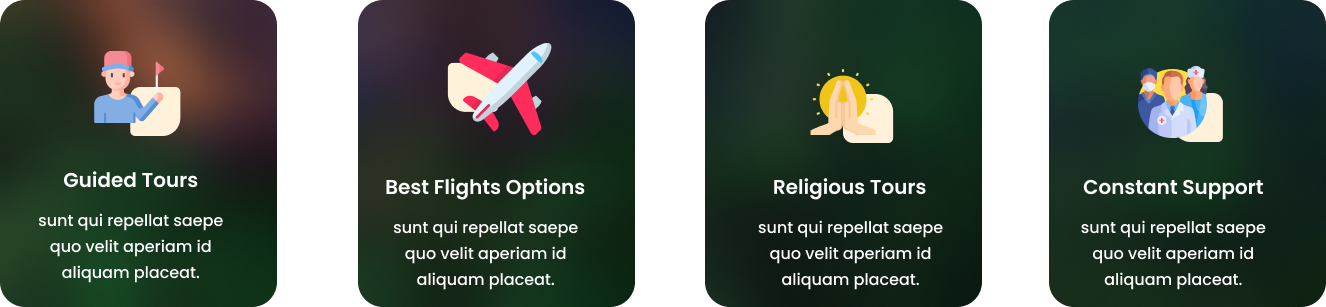 Guided Tours
sunt qui repellat saepe
quo velit aperiam id
aliquam placeat.
Best Flights Options
sunt qui repellat saepe
quo velit aperiam id
aliquam placeat.
Religious Tours
sunt qui repellat saepe
quo velit aperiam id
aliquam placeat.
Constant Support
sunt qui repellat saepe
quo velit aperiam id
aliquam placeat.